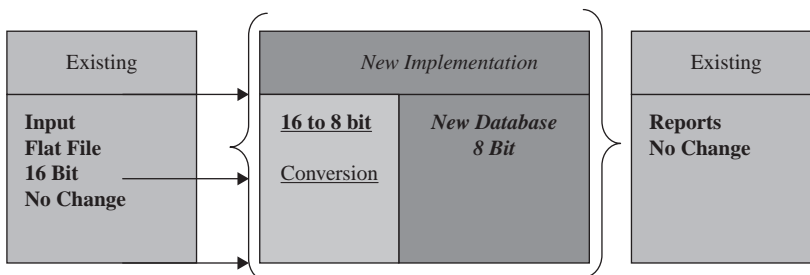 Existing
Input
Flat File
16 Bit
No Change
New Implementation
16 to 8 bit
Conversion
New Database
8 Bit
Existing
Reports
No Change